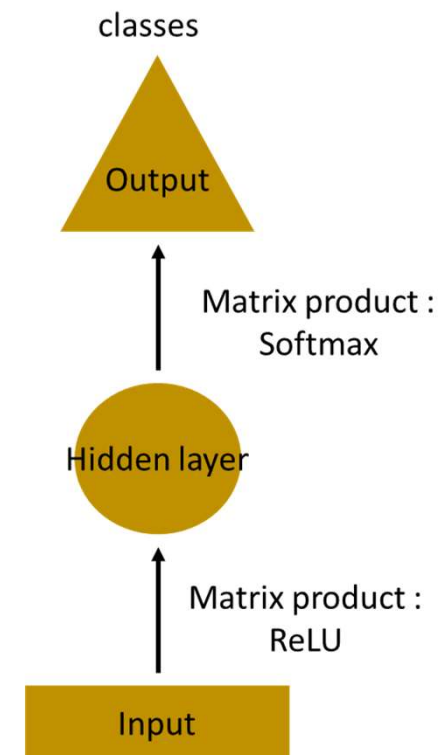 classes
Output
Matrix product :
Softmax
Hidden layer
Matrix product :
ReLU
Input